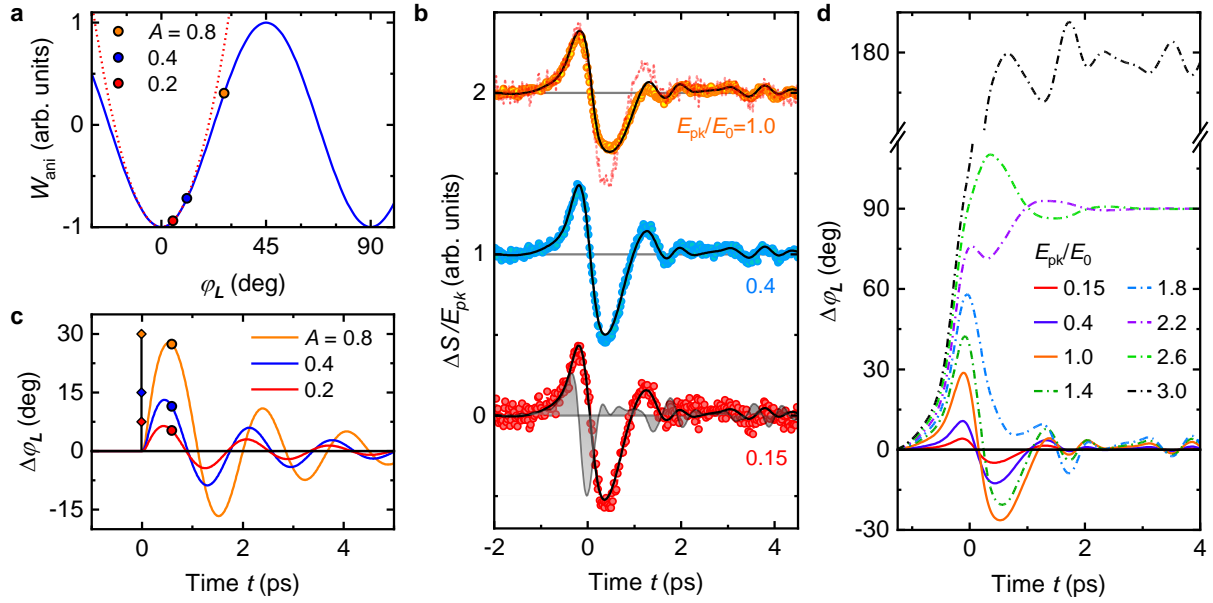 a
W_ani (arb. units)
1
0
-1
A = 0.8
0.4
0.2
0 45 90
φ_L (deg)
b
ΔS/E_pk (arb. units)
2
1
0
E_pk/E_0=1.0
0.4
0.15
-2 0 2 4
Time t (ps)
c
Δφ_L (deg)
30
15
0
-15
A = 0.8
0.4
0.2
0 2 4
Time t (ps)
d
Δφ_L (deg)
180
90
60
30
0
-30
E_pk/E_0
0.15 1.8
0.4 2.2
1.0 2.6
1.4 3.0
0 2 4
Time t (ps)